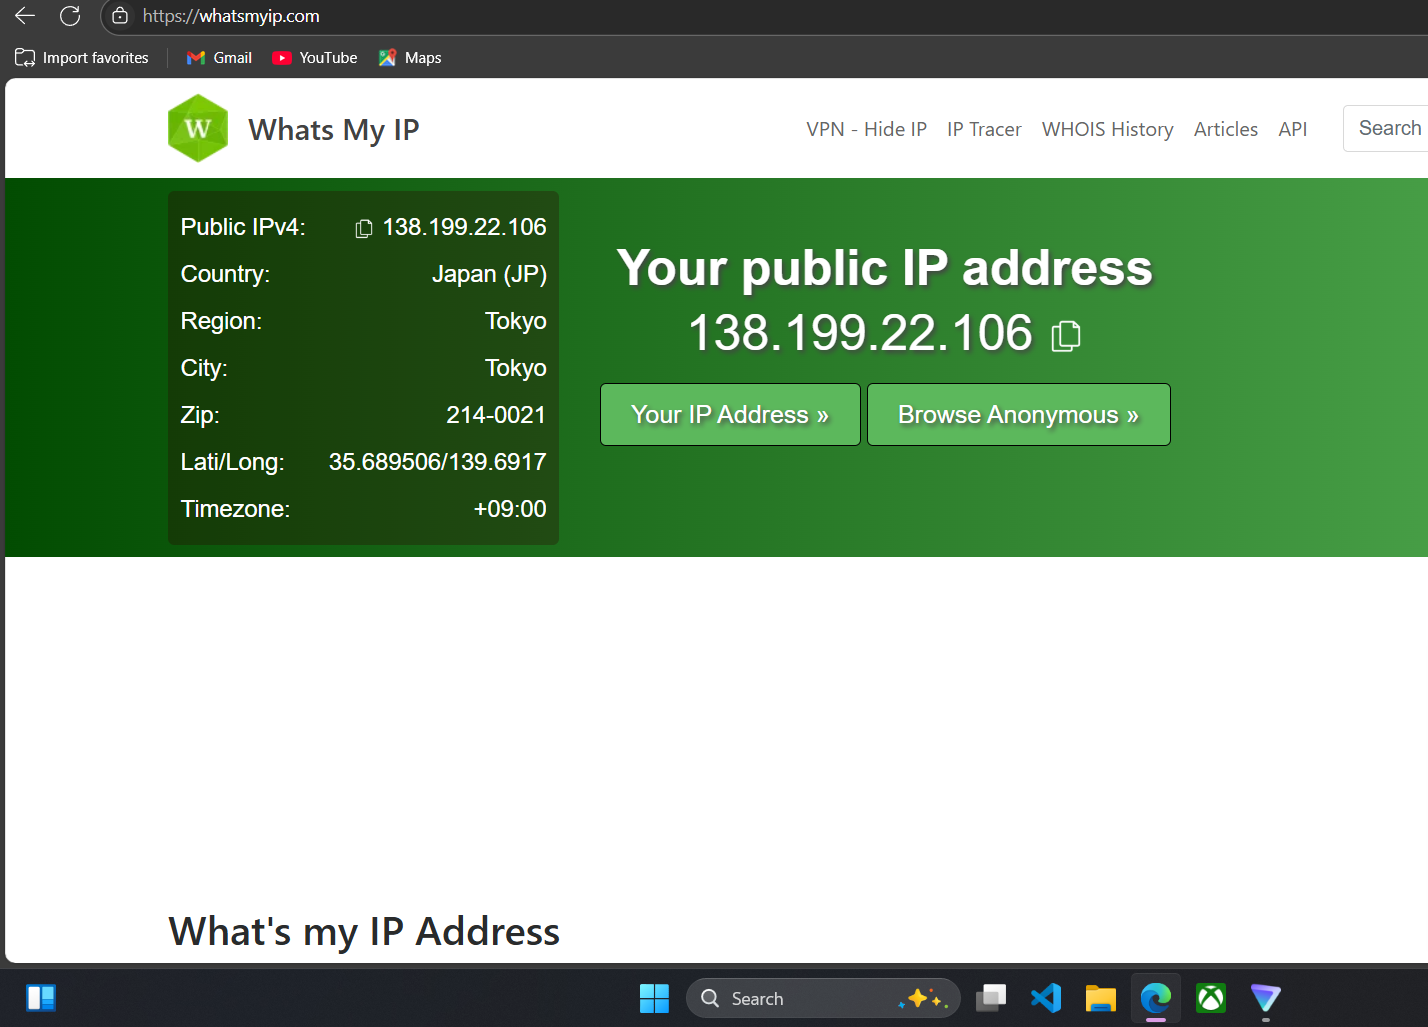 https://whatsmyip.com
Import favorites Gmail YouTube Maps
W Whats My IP VPN - Hide IP IP Tracer WHOIS History Articles API Search
Public IPv4: 138.199.22.106
Country: Japan (JP)
Region: Tokyo
City: Tokyo
Zip: 214-0021
Lati/Long: 35.689506/139.6917
Timezone: +09:00
Your public IP address
138.199.22.106
Your IP Address » Browse Anonymous »
What's my IP Address
Search